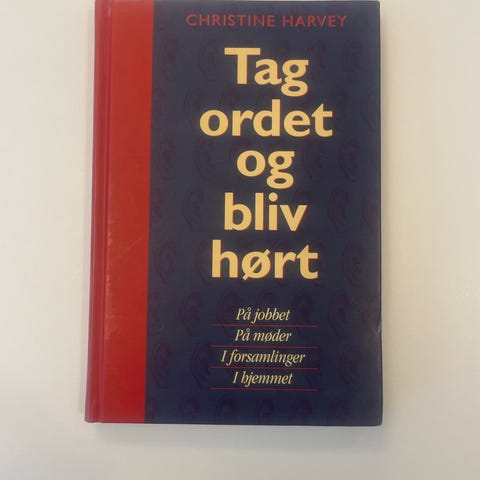 CHRISTINE HARVEY
Tag
ordet
og
bliv
hørt
På jobbet
På møder
I forsamlinger
I hjemmet